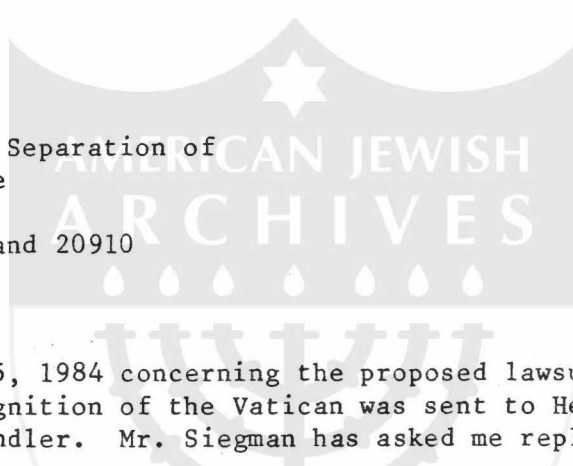 Separation of
AMERICAN JEWISH
e
ARCHIVES
and 20910
5, 1984 concerning the proposed lawsu
gnition of the Vatican was sent to He
ndler. Mr. Siegman has asked me repl